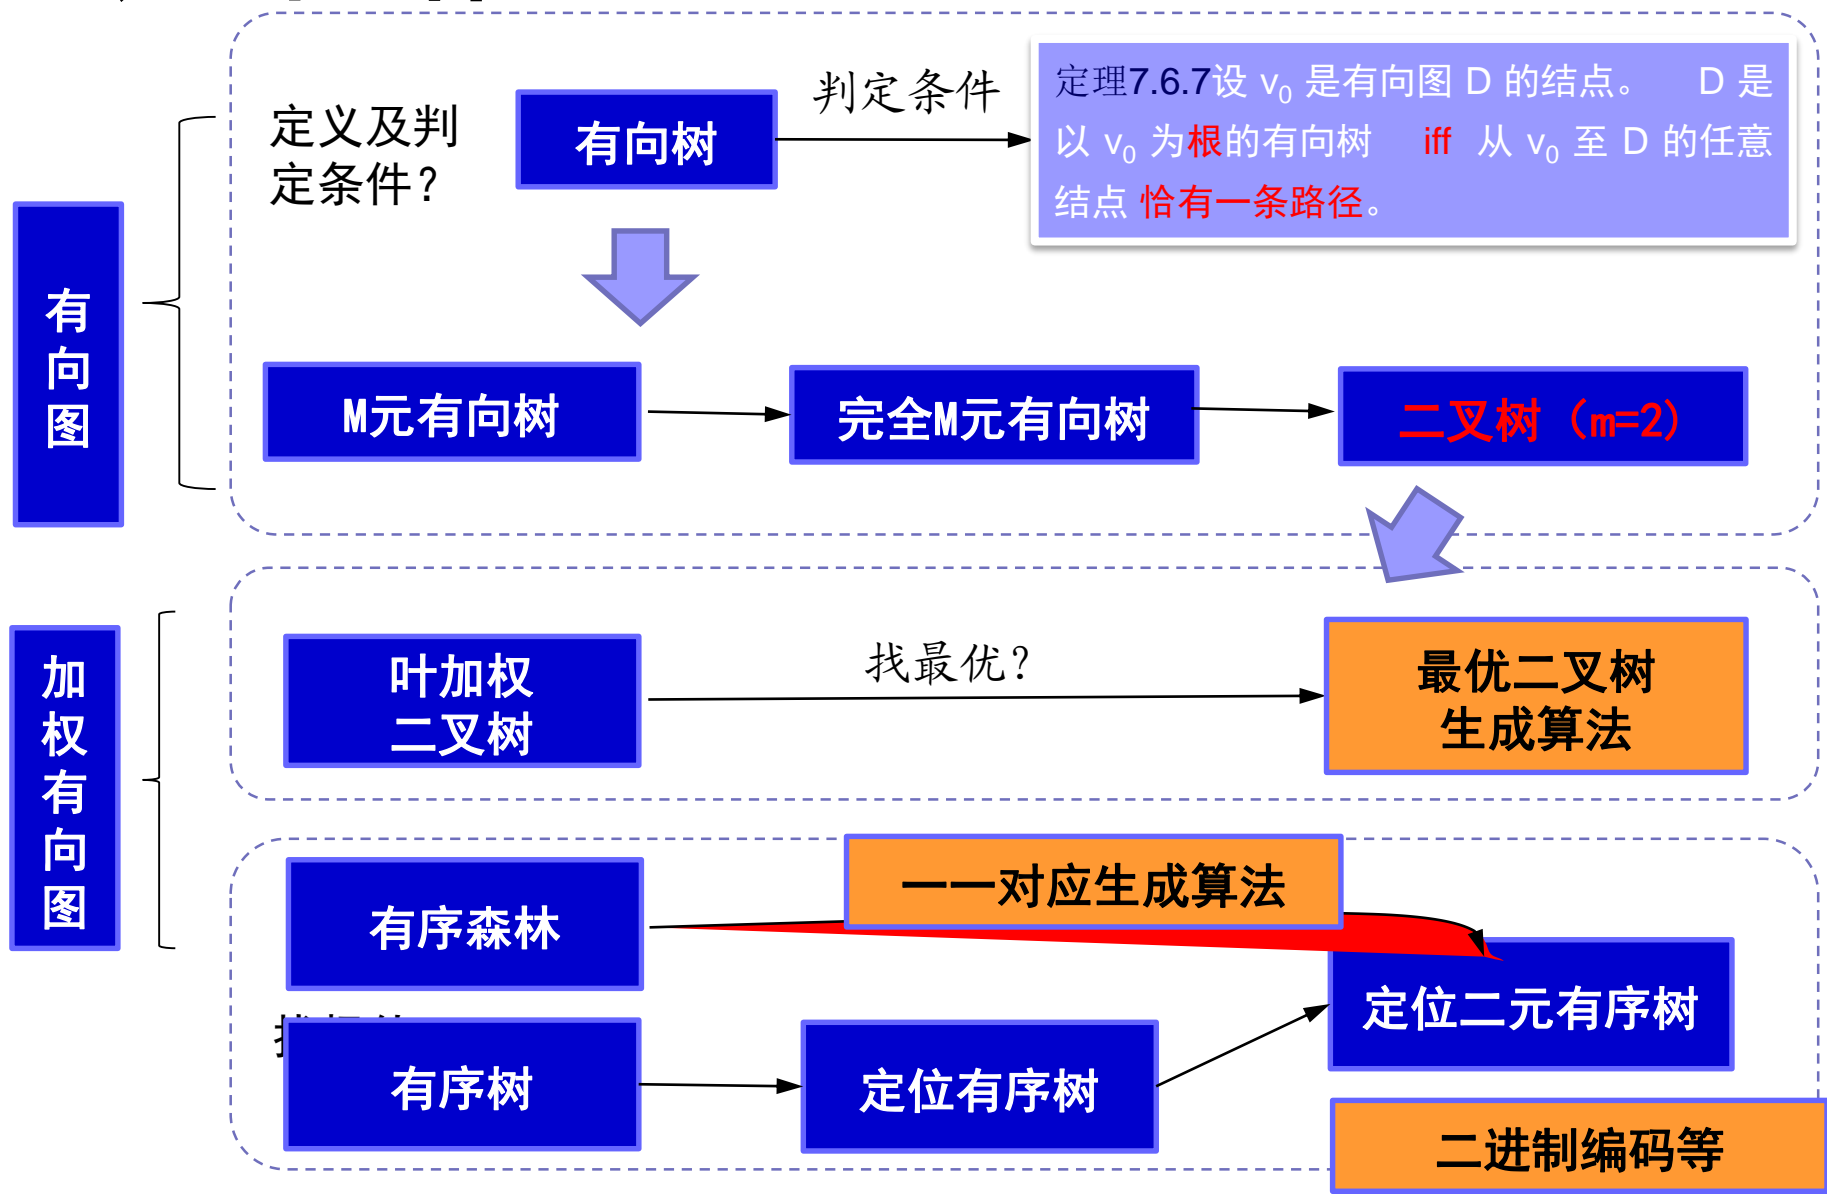 定义及判
定条件?
有向树
判定条件
定理7.6.7设 v0 是有向图 D 的结点。 D 是
以 v0 为根的有向树 iff 从 v0 至 D 的任意
结点 恰有一条路径。
有
向
图
M元有向树
完全M元有向树
二叉树（m=2）
加
权
有
向
图
叶加权
二叉树
找最优?
最优二叉树
生成算法
一一对应生成算法
有序森林
定位二元有序树
有序树
定位有序树
二进制编码等